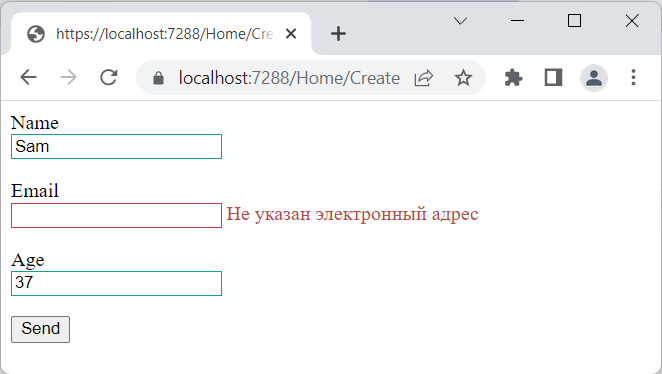 https://localhost:7288/Home/Cre
localhost:7288/Home/Create
Name
Sam
Email
Не указан электронный адрес
Age
37
Send